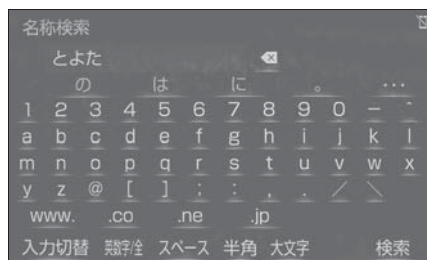 名称検索
とよた
の は に 。 ...
1 2 3 4 5 6 7 8 9 0 - ^
a b c d e f g h i j k l
m n o p q r s t u v w x
y z @ [ ] ; : , . / \
www. .co .ne .jp
入力切替 英数字/全 スペース 半角 大文字 検索